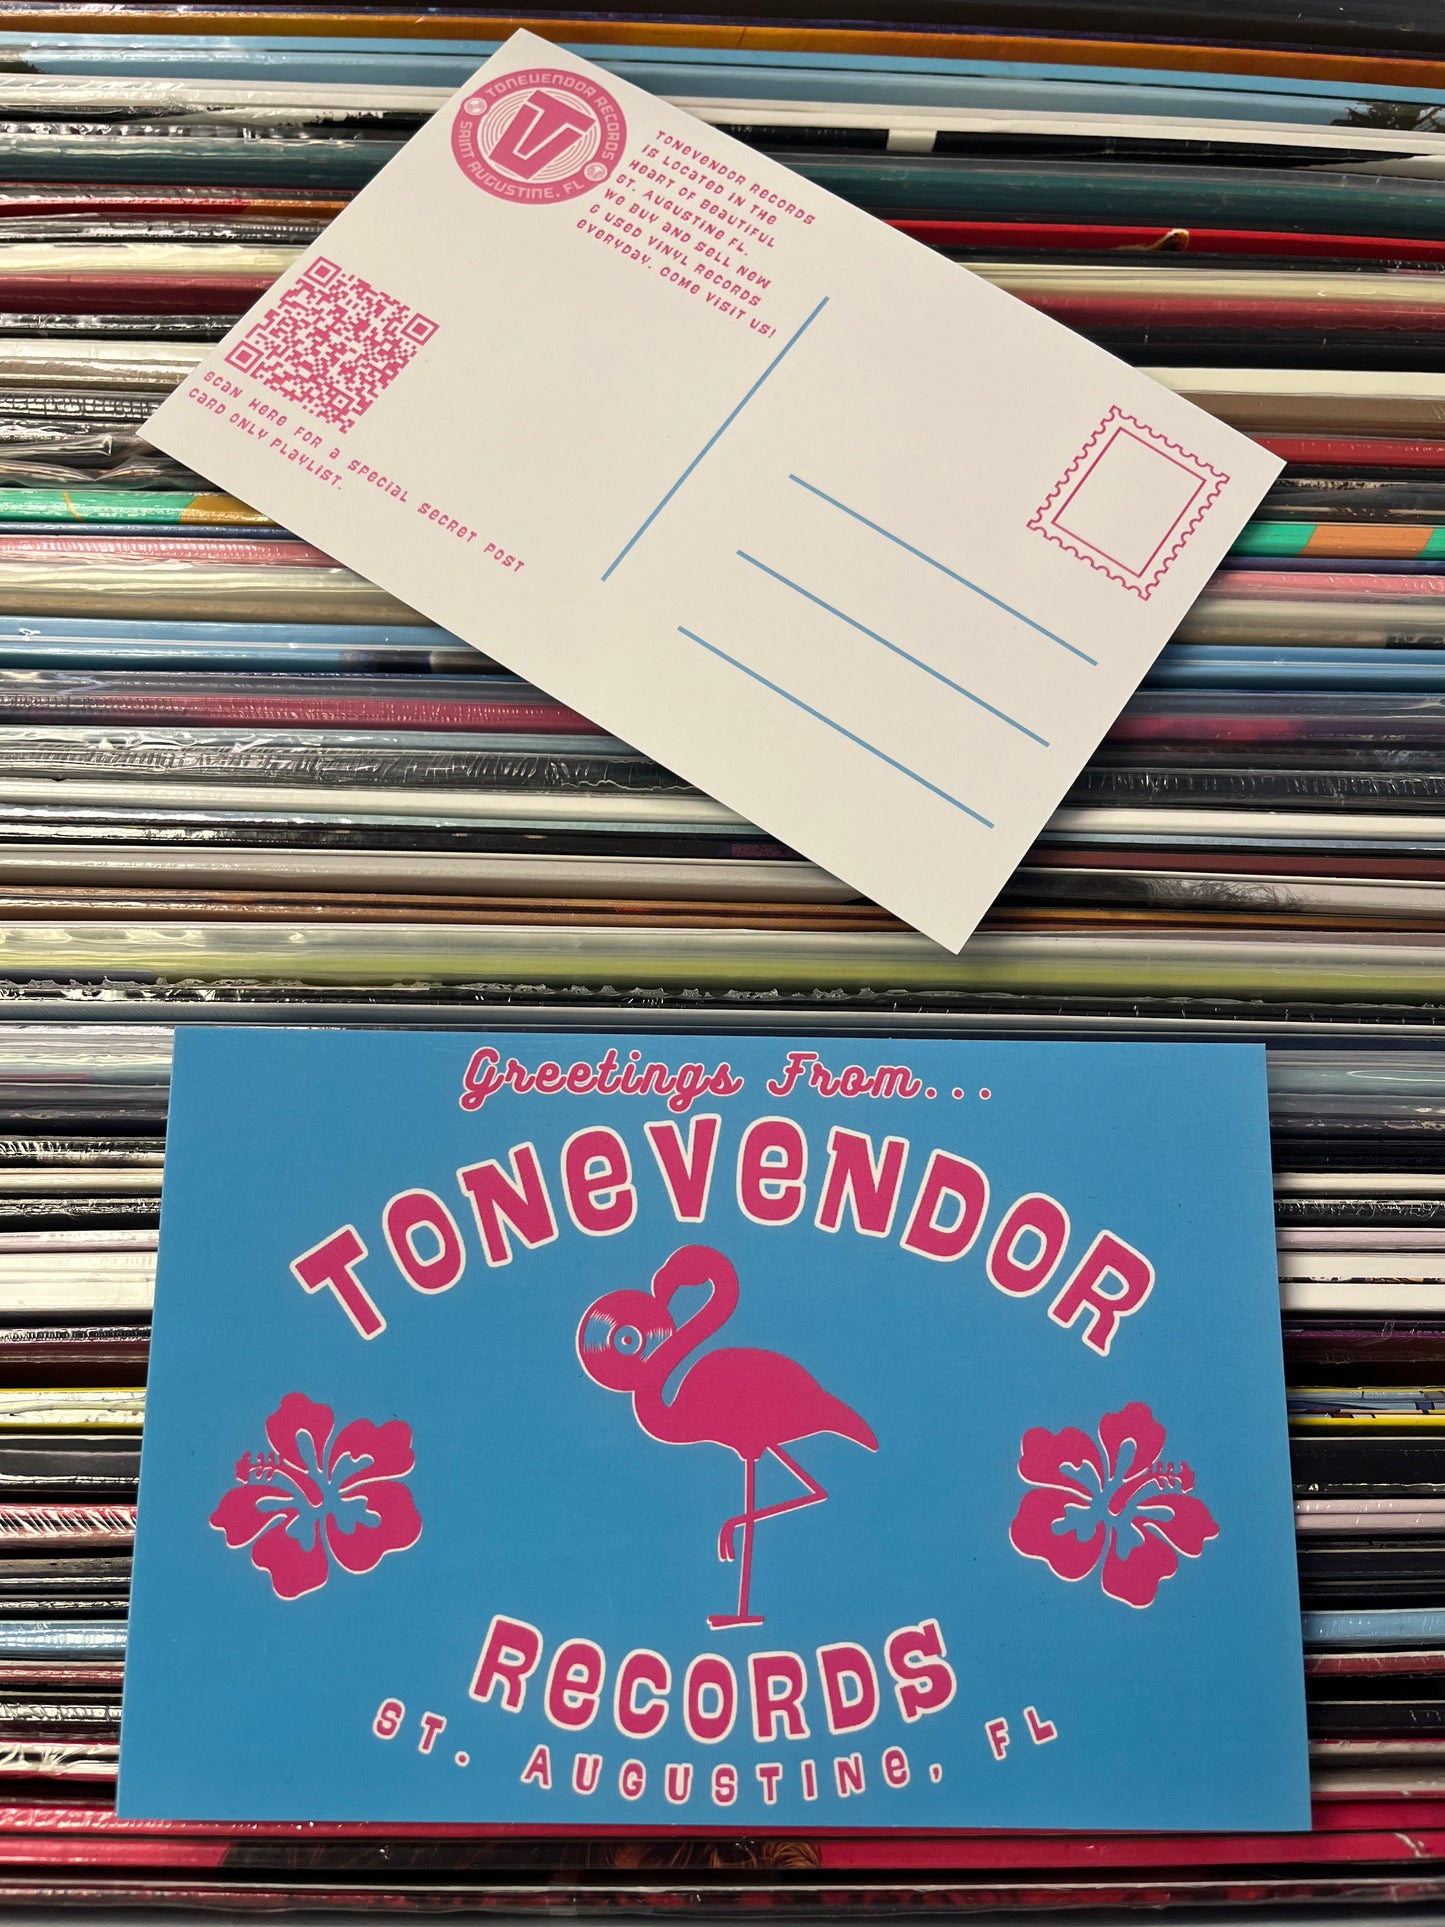 TONEVENDOR RECORDS
SAINT AUGUSTINE, FL
TONEVENDOR RECORDS
IS LOCATED IN THE
HEART OF BEAUTIFUL
ST. AUGUSTINE FL.
WE BUY AND SELL NEW
& USED VINYL RECORDS
EVERYDAY. COME VISIT US!
SCAN HERE FOR A SPECIAL SECRET POST
CARD ONLY PLAYLIST.
Greetings From...
TONEVENDOR
RECORDS
ST. AUGUSTINE, FL